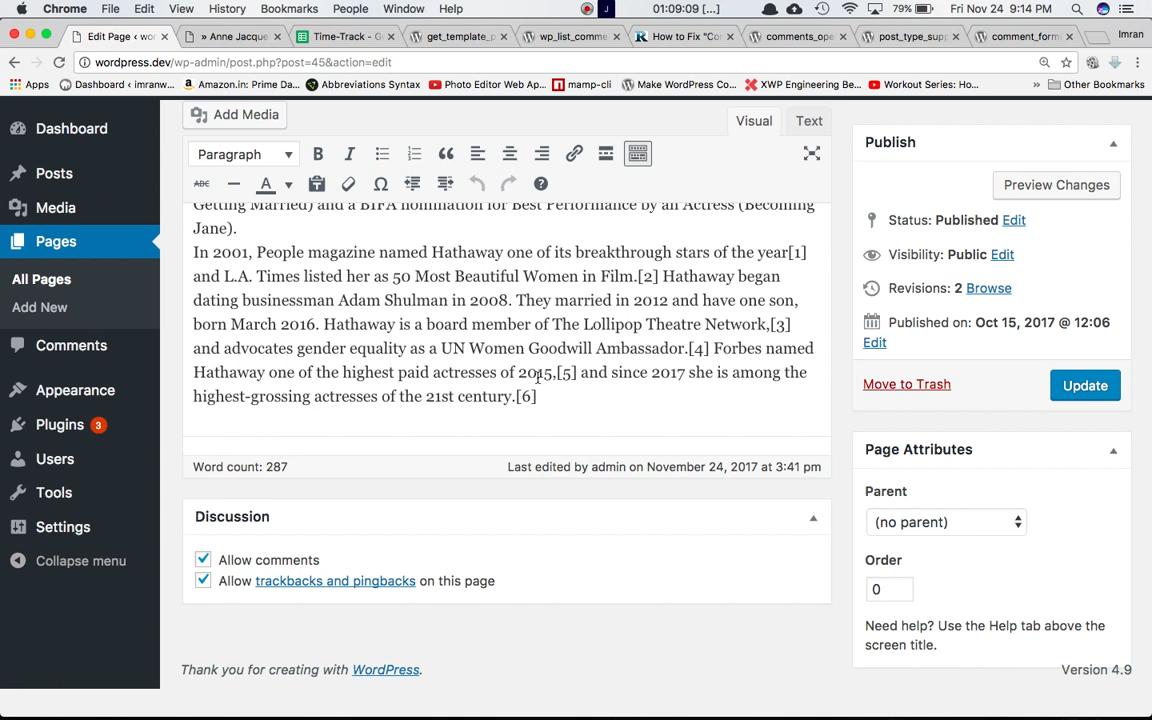 Chrome File Edit View History Bookmarks People Window Help J 01:09:09 [...] 79% Fri Nov 24 9:14 PM
Edit Page ‹ wo × » Anne Jacque × Time-Track - G × get_template_p × wp_list_comme × How to Fix "Cor × comments_ope × post_type_supp × comment_form × Imran
wordpress.dev/wp-admin/post.php?post=45&action=edit
Apps Dashboard ‹ imranw... Amazon.in: Prime Da... Abbreviations Syntax Photo Editor Web Ap... mamp-cli Make WordPress Co... XWP Engineering Be... Workout Series: Ho... » Other Bookmarks
Dashboard
Posts
Media
Pages
All Pages
Add New
Comments
Appearance
Plugins 3
Users
Tools
Settings
Collapse menu
Add Media
Visual Text
Paragraph B I
ABC A
Getting Married) and a BIFA nomination for Best Performance by an Actress (Becoming
Jane).
In 2001, People magazine named Hathaway one of its breakthrough stars of the year[1]
and L.A. Times listed her as 50 Most Beautiful Women in Film.[2] Hathaway began
dating businessman Adam Shulman in 2008. They married in 2012 and have one son,
born March 2016. Hathaway is a board member of The Lollipop Theatre Network,[3]
and advocates gender equality as a UN Women Goodwill Ambassador.[4] Forbes named
Hathaway one of the highest paid actresses of 2015,[5] and since 2017 she is among the
highest-grossing actresses of the 21st century.[6]
Word count: 287 Last edited by admin on November 24, 2017 at 3:41 pm
Discussion
Allow comments
Allow trackbacks and pingbacks on this page
Thank you for creating with WordPress.
Publish
Preview Changes
Status: Published Edit
Visibility: Public Edit
Revisions: 2 Browse
Published on: Oct 15, 2017 @ 12:06
Edit
Move to Trash Update
Page Attributes
Parent
(no parent)
Order
0
Need help? Use the Help tab above the
screen title.
Version 4.9